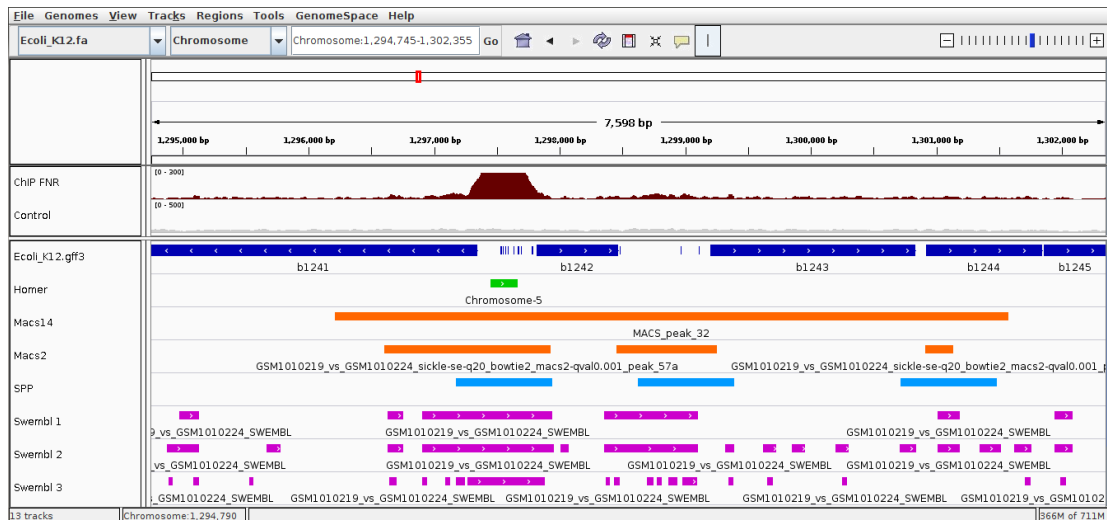 File Genomes View Tracks Regions Tools GenomeSpace Help
Ecoli_K12.fa Chromosome Chromosome:1,294,745-1,302,355 Go
7,598 bp
1,295,000 bp 1,296,000 bp 1,297,000 bp 1,298,000 bp 1,299,000 bp 1,300,000 bp 1,301,000 bp 1,302,000 bp
ChIP FNR [0 - 300]
Control [0 - 500]
Ecoli_K12.gff3
b1241 b1242 b1243 b1244 b1245
Homer
Chromosome-5
Macs14
MACS_peak_32
Macs2
GSM1010219_vs_GSM1010224_sickle-se-q20_bowtie2_macs2-qval0.001_peak_57a GSM1010219_vs_GSM1010224_sickle-se-q20_bowtie2_macs2-qval0.001_p
SPP
Swembl 1
9_vs_GSM1010224_SWEMBL GSM1010219_vs_GSM1010224_SWEMBL GSM1010219_vs_GSM1010224_SWEMBL
Swembl 2
_vs_GSM1010224_SWEMBL GSM1010219_vs_GSM1010224_SWEMBL GSM1010219_vs_GSM1010224_SWEMBL GSM1010219_vs_GSM1010224_SWEMBL
Swembl 3
_GSM1010224_SWEMBL GSM1010219_vs_GSM1010224_SWEMBL GSM1010219_vs_GSM1010224_SWEMBL GSM1010219_vs_GSM1010224_SWEMBL GSM1010219_vs_GSM10102
13 tracks Chromosome:1,294,790 366M of 711M